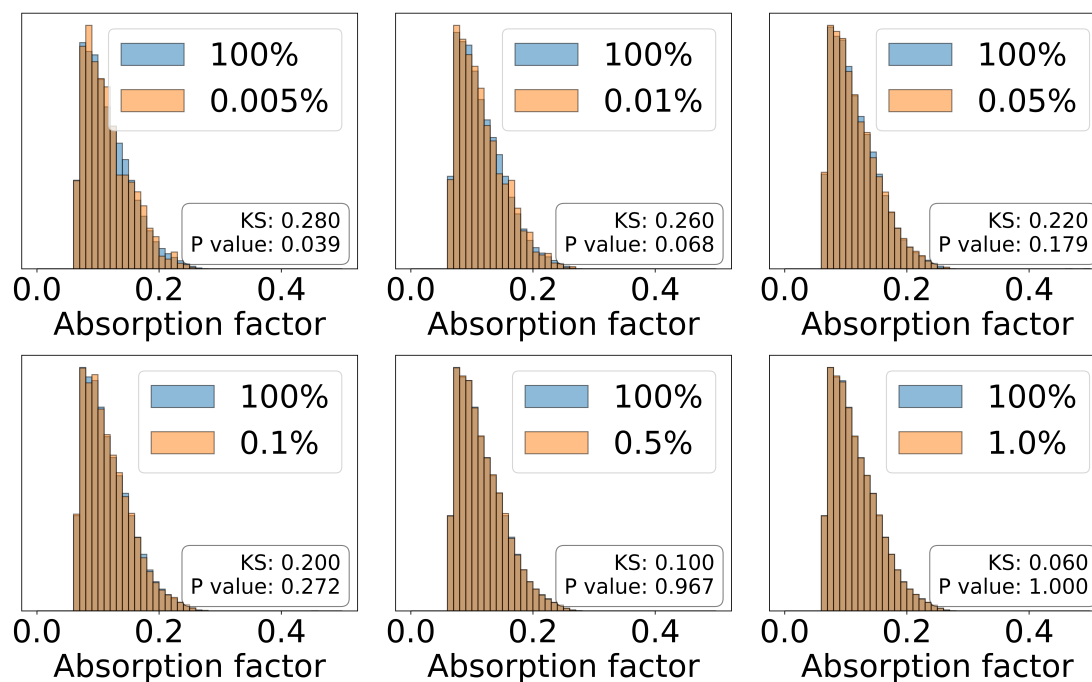 100%
0.005%
KS: 0.280
P value: 0.039
0.0 0.2 0.4
Absorption factor
100%
0.01%
KS: 0.260
P value: 0.068
0.0 0.2 0.4
Absorption factor
100%
0.05%
KS: 0.220
P value: 0.179
0.0 0.2 0.4
Absorption factor
100%
0.1%
KS: 0.200
P value: 0.272
0.0 0.2 0.4
Absorption factor
100%
0.5%
KS: 0.100
P value: 0.967
0.0 0.2 0.4
Absorption factor
100%
1.0%
KS: 0.060
P value: 1.000
0.0 0.2 0.4
Absorption factor